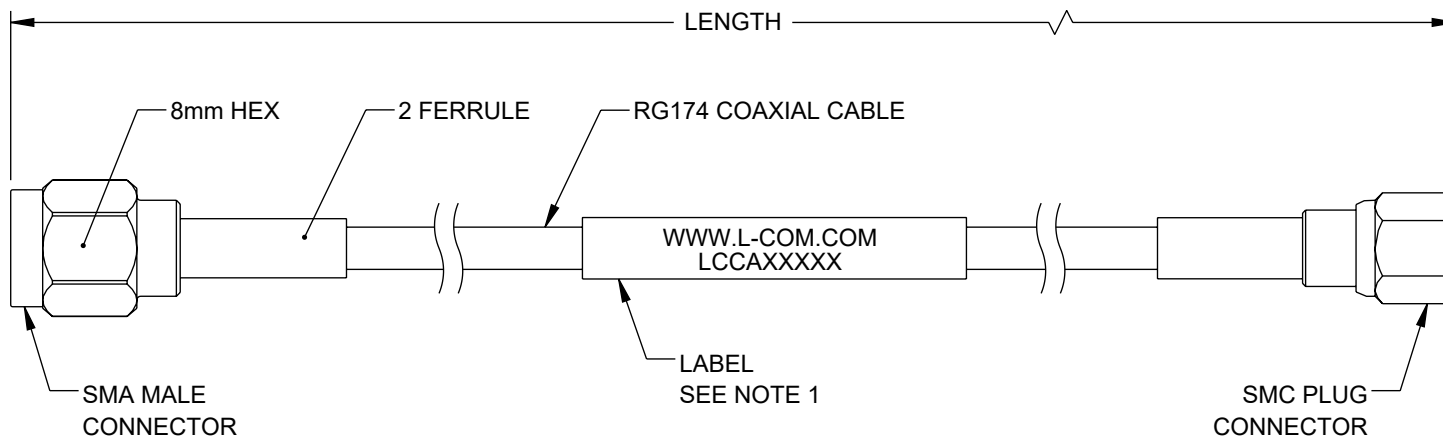 LENGTH
8mm HEX
2 FERRULE
RG174 COAXIAL CABLE
WWW.L-COM.COM
LCCAXXXXX
SMA MALE
CONNECTOR
LABEL
SEE NOTE 1
SMC PLUG
CONNECTOR